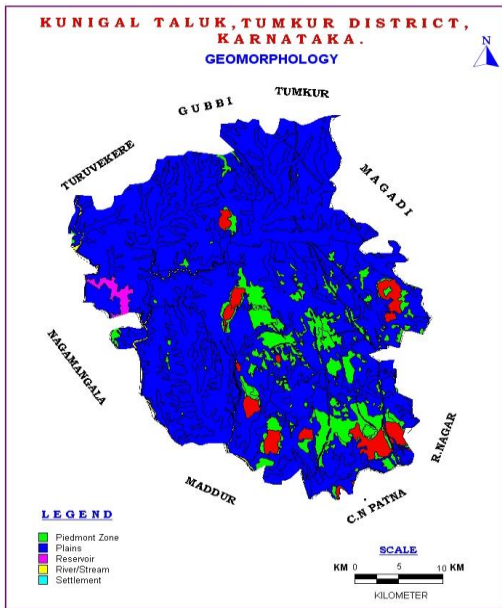 KUNIGAL TALUK, TUMKUR DISTRICT,
KARNATAKA.
GEOMORPHOLOGY
N
TUMKUR
GUBBI
TURUVEKERE
MAGADI
NAGAMANGALA
R.NAGAR
MADDUR
C.N PATNA
LEGEND
Piedmont Zone
Plains
Reservoir
River/Stream
Settlement
SCALE
KM 0 5 10 KM
KILOMETER